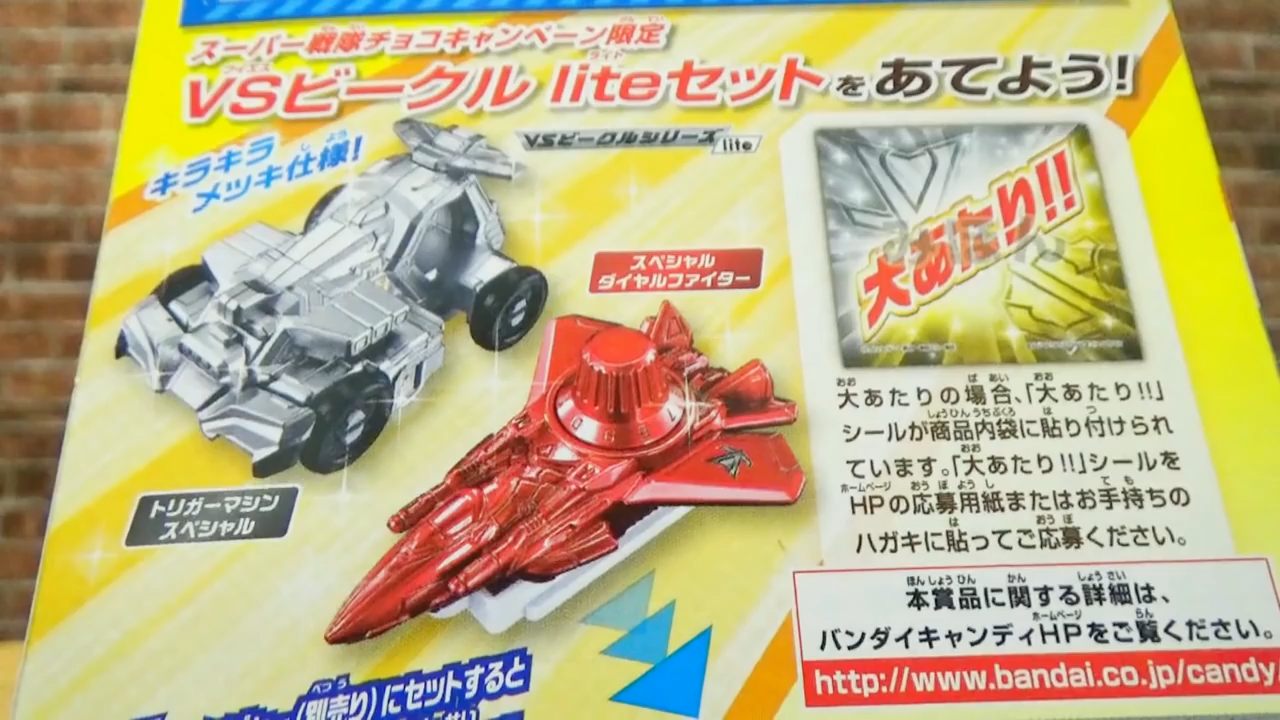 スーパー戦隊チョコキャンペーン限定
VSビークル liteセットをあてよう!
キラキラ
メッキ仕様!
VSビークルシリーズ lite
スペシャル
ダイヤルファイター
トリガーマシン
スペシャル
大あたり!!
大あたりの場合、「大あたり!!」
シールが商品内袋に貼り付けられ
ています。「大あたり!!」シールを
HPの応募用紙またはお手持ちの
ハガキに貼ってご応募ください。
本賞品に関する詳細は、
バンダイキャンディHPをご覧ください。
http://www.bandai.co.jp/candy/
(別売り)にセットすると